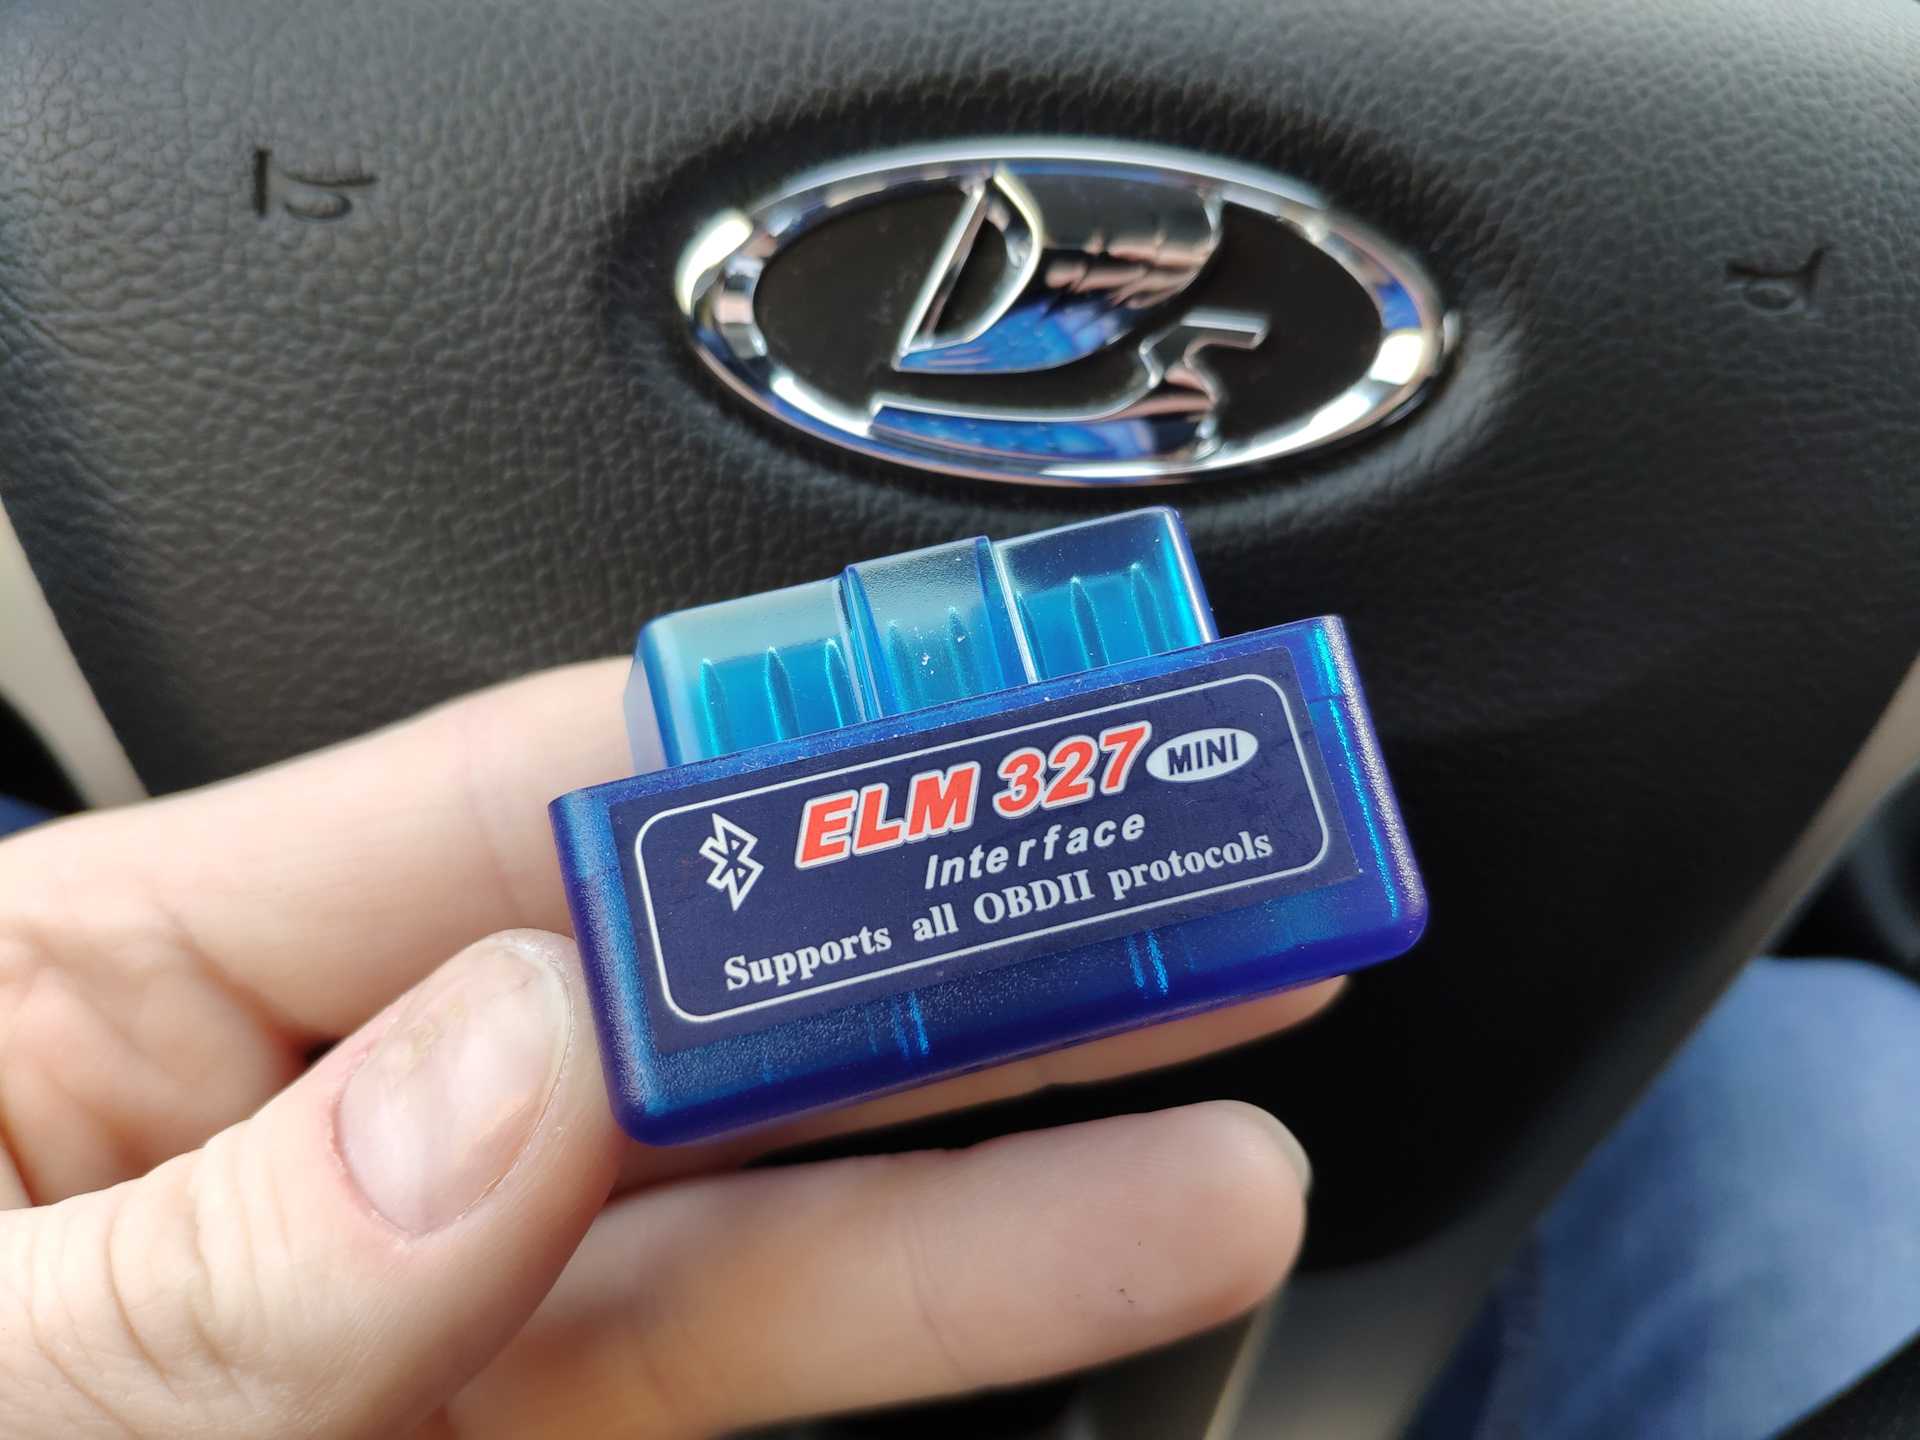 ELM 327 MINI
Interface
Supports all OBDII protocols